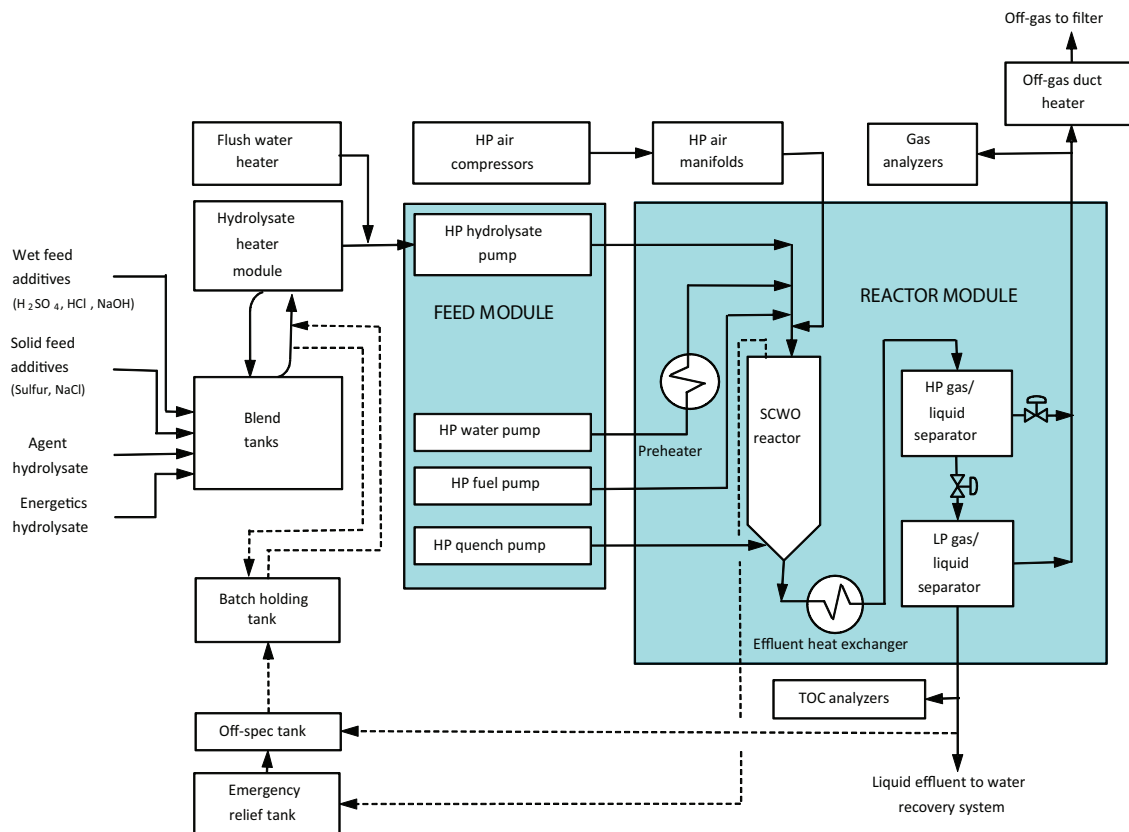 Off-gas to filter
Off-gas duct
heater
Flush water
heater
HP air
compressors
HP air
manifolds
Gas
analyzers
Hydrolysate
heater
module
HP hydrolysate
pump
Wet feed
additives
(H2SO4, HCl , NaOH)
FEED MODULE
REACTOR MODULE
Solid feed
additives
(Sulfur, NaCl)
Blend
tanks
HP water pump
Preheater
SCWO
reactor
HP gas/
liquid
separator
Agent
hydrolysate
HP fuel pump
Energetics
hydrolysate
HP quench pump
LP gas/
liquid
separator
Batch holding
tank
Effluent heat exchanger
TOC analyzers
Off-spec tank
Emergency
relief tank
Liquid effluent to water
recovery system